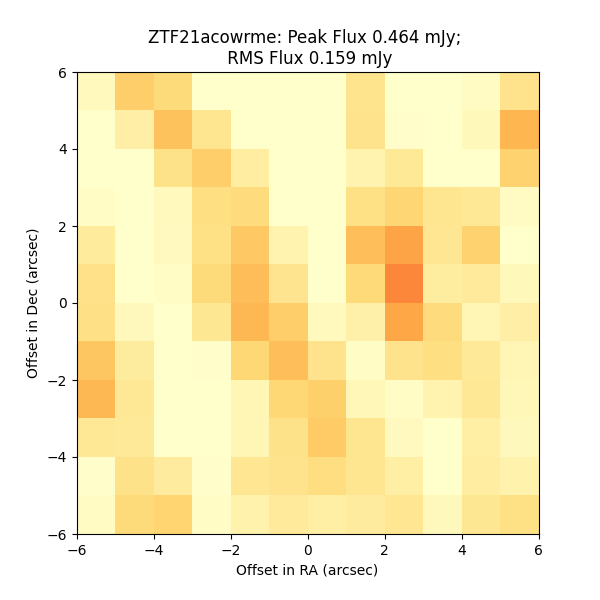 ZTF21acowrme: Peak Flux 0.464 mJy;
RMS Flux 0.159 mJy
6
4
2
0
−2
−4
−6
Offset in Dec (arcsec)
−6 −4 −2 0 2 4 6
Offset in RA (arcsec)